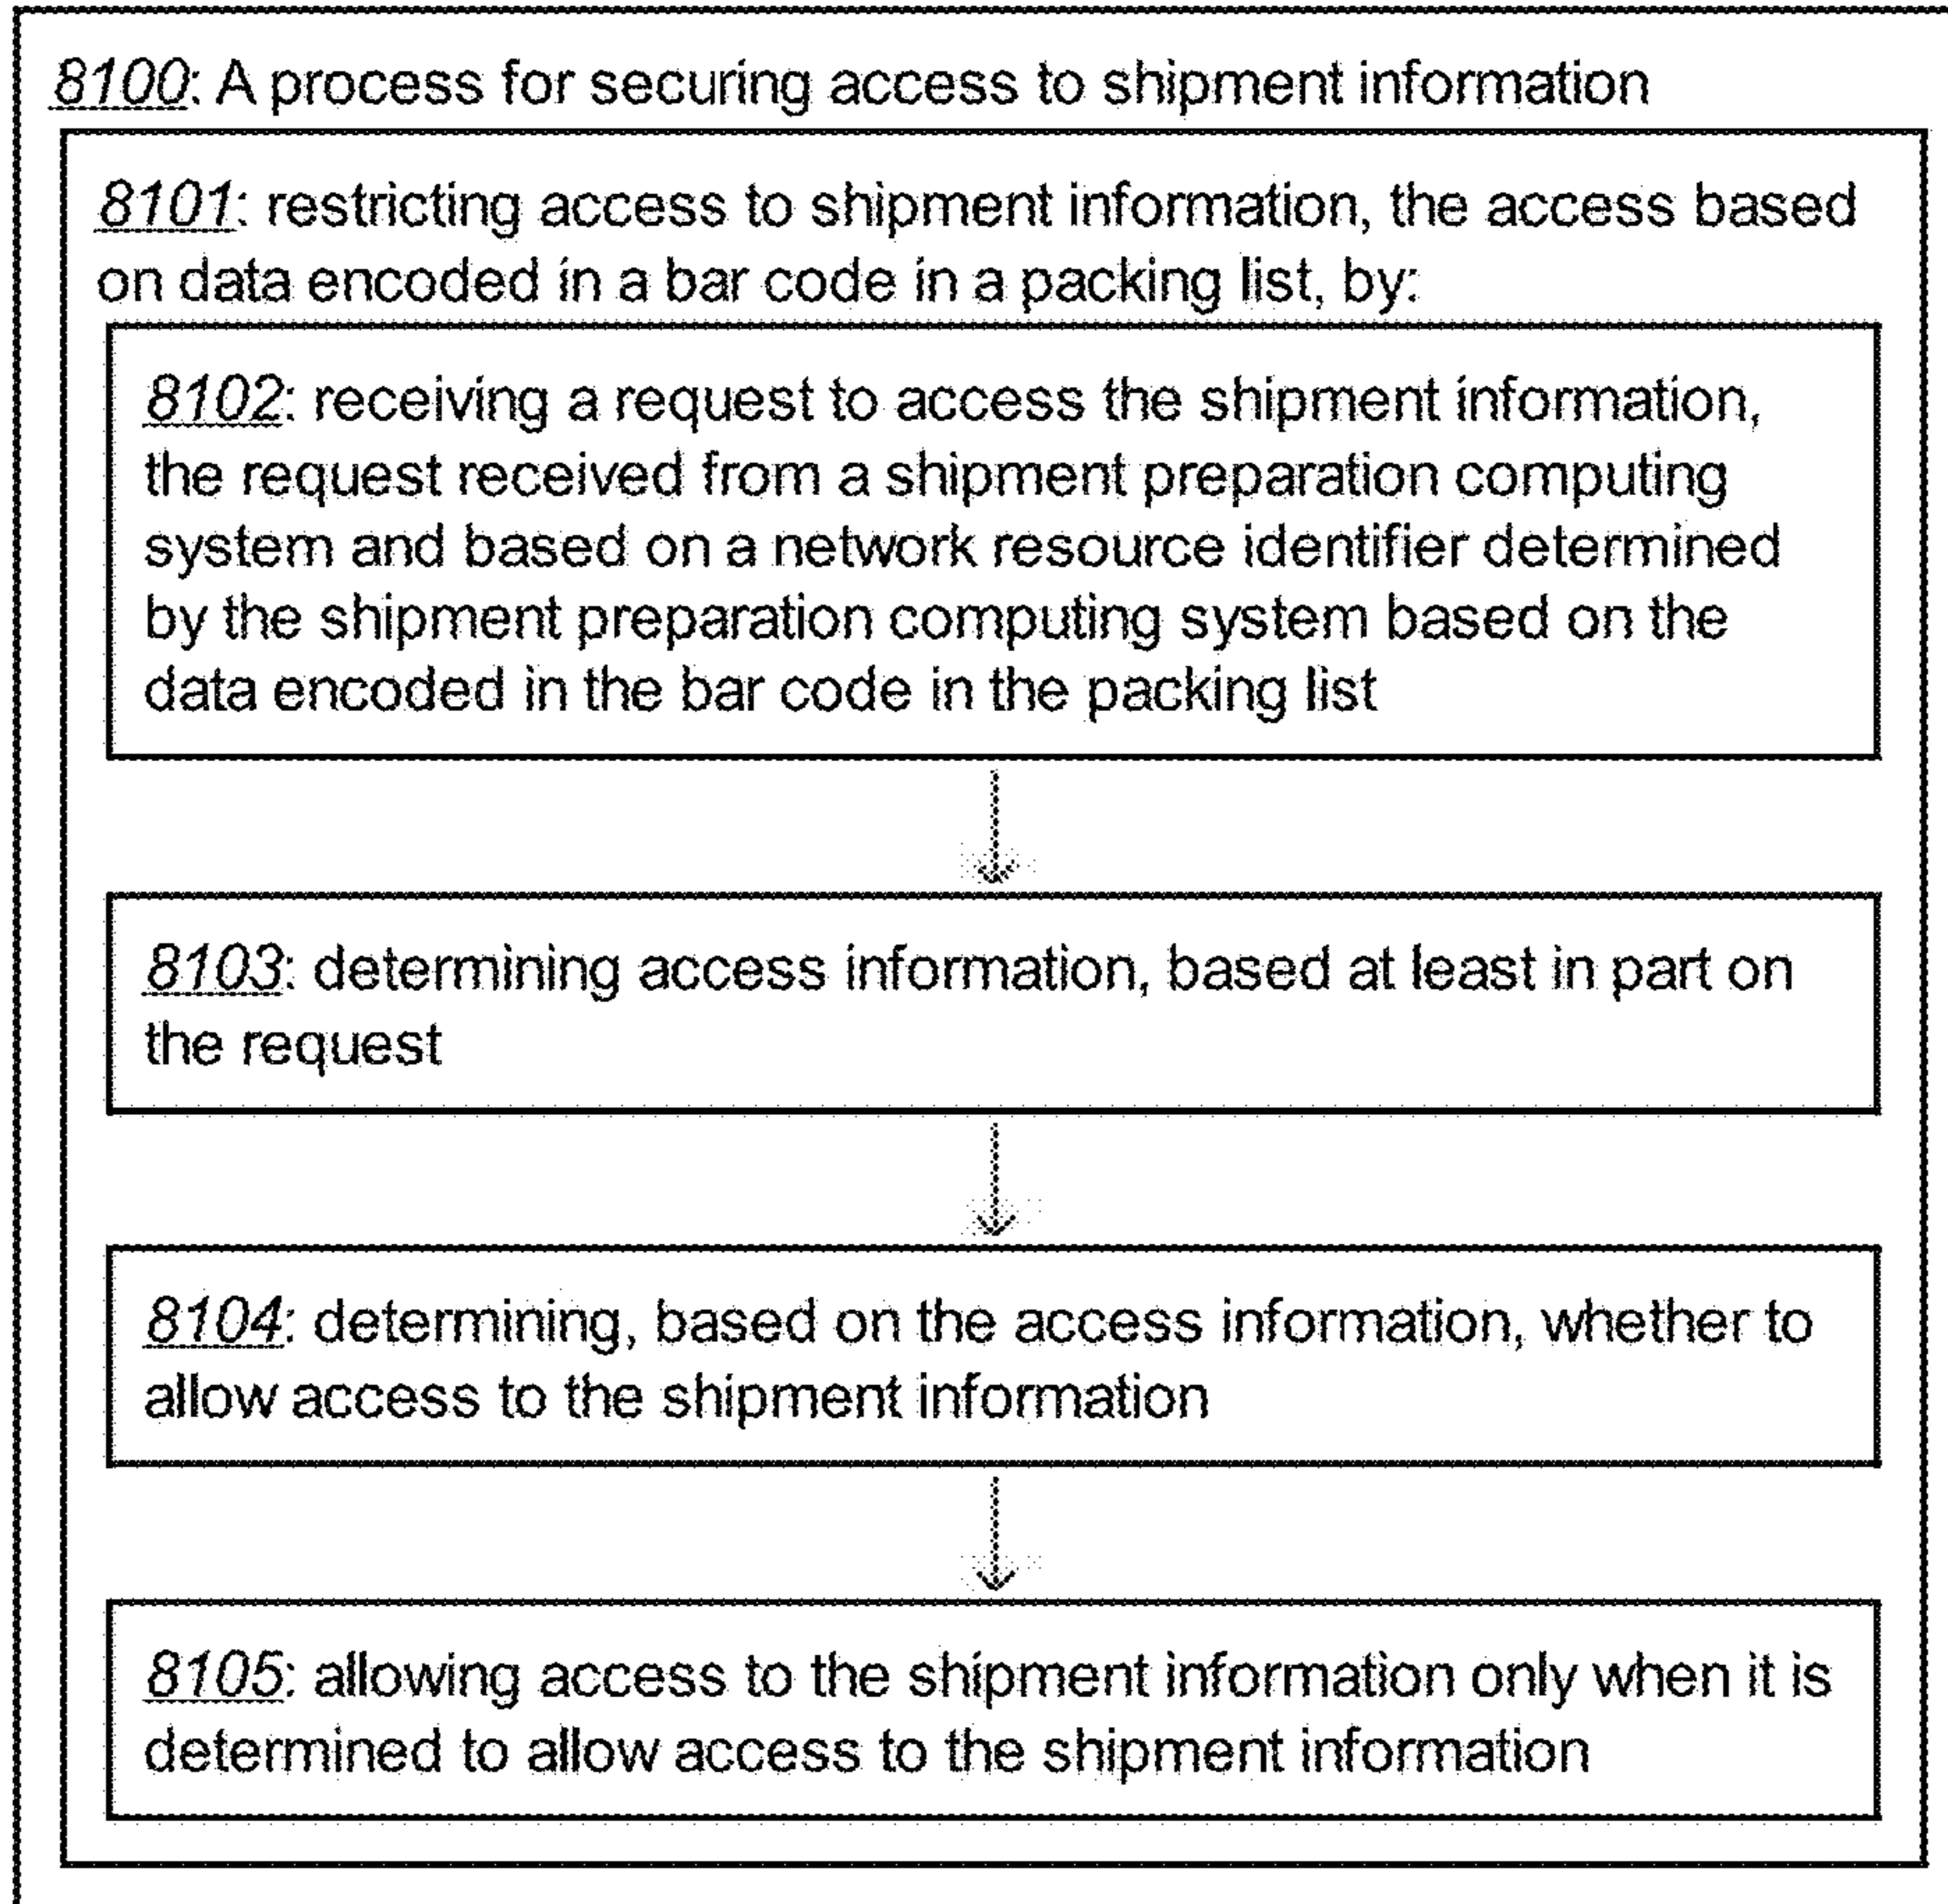 8100: A process for securing access to shipment information
8101: restricting access to shipment information, the access based
on data encoded in a bar code in a packing list, by:
8102: receiving a request to access the shipment information,
the request received from a shipment preparation computing
system and based on a network resource identifier determined
by the shipment preparation computing system based on the
data encoded in the bar code in the packing list
8103: determining access information, based at least in part on
the request
8104: determining, based on the access information, whether to
allow access to the shipment information
8105: allowing access to the shipment information only when it is
determined to allow access to the shipment information